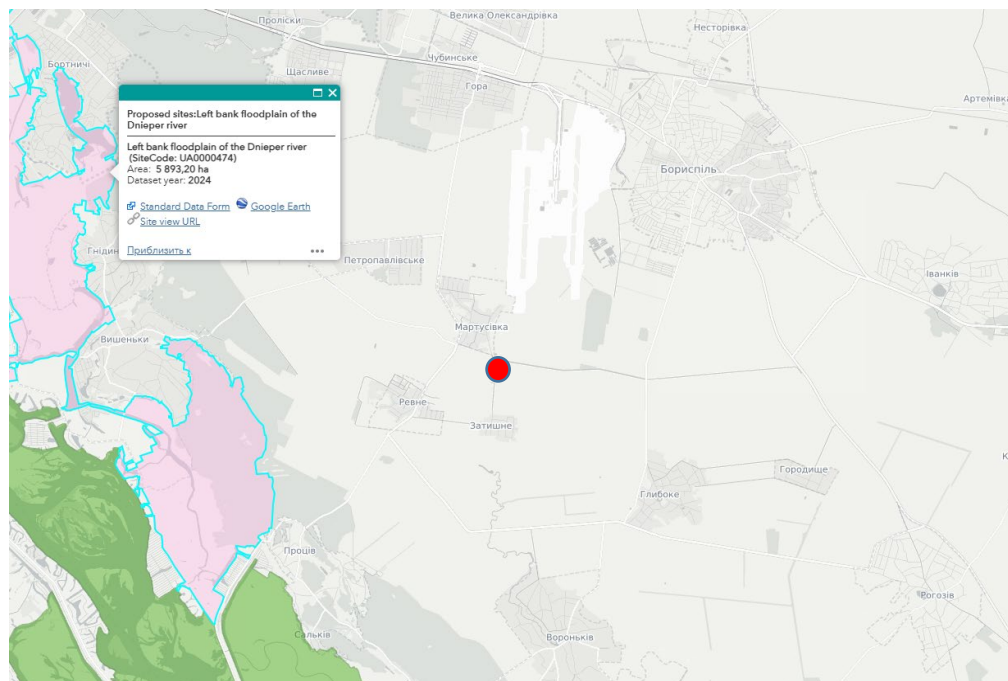 Велика Олександрівка
Проліски
Несторівка
Бортничі
Чубинське
Щасливе
Гора
Артемівка
Proposed sites:Left bank floodplain of the
Dnieper river
Left bank floodplain of the Dnieper river
(SiteCode: UA0000474)
Area: 5 893,20 ha
Dataset year: 2024
Standard Data Form Google Earth
Site view URL
Приблизить к
Бориспіль
Гнідин
Петропавлівське
Іванків
Мартусівка
Вишеньки
Ревне
Затишне
Городище
Глибоке
К
Проців
Рогозів
Сальків
Вороньків